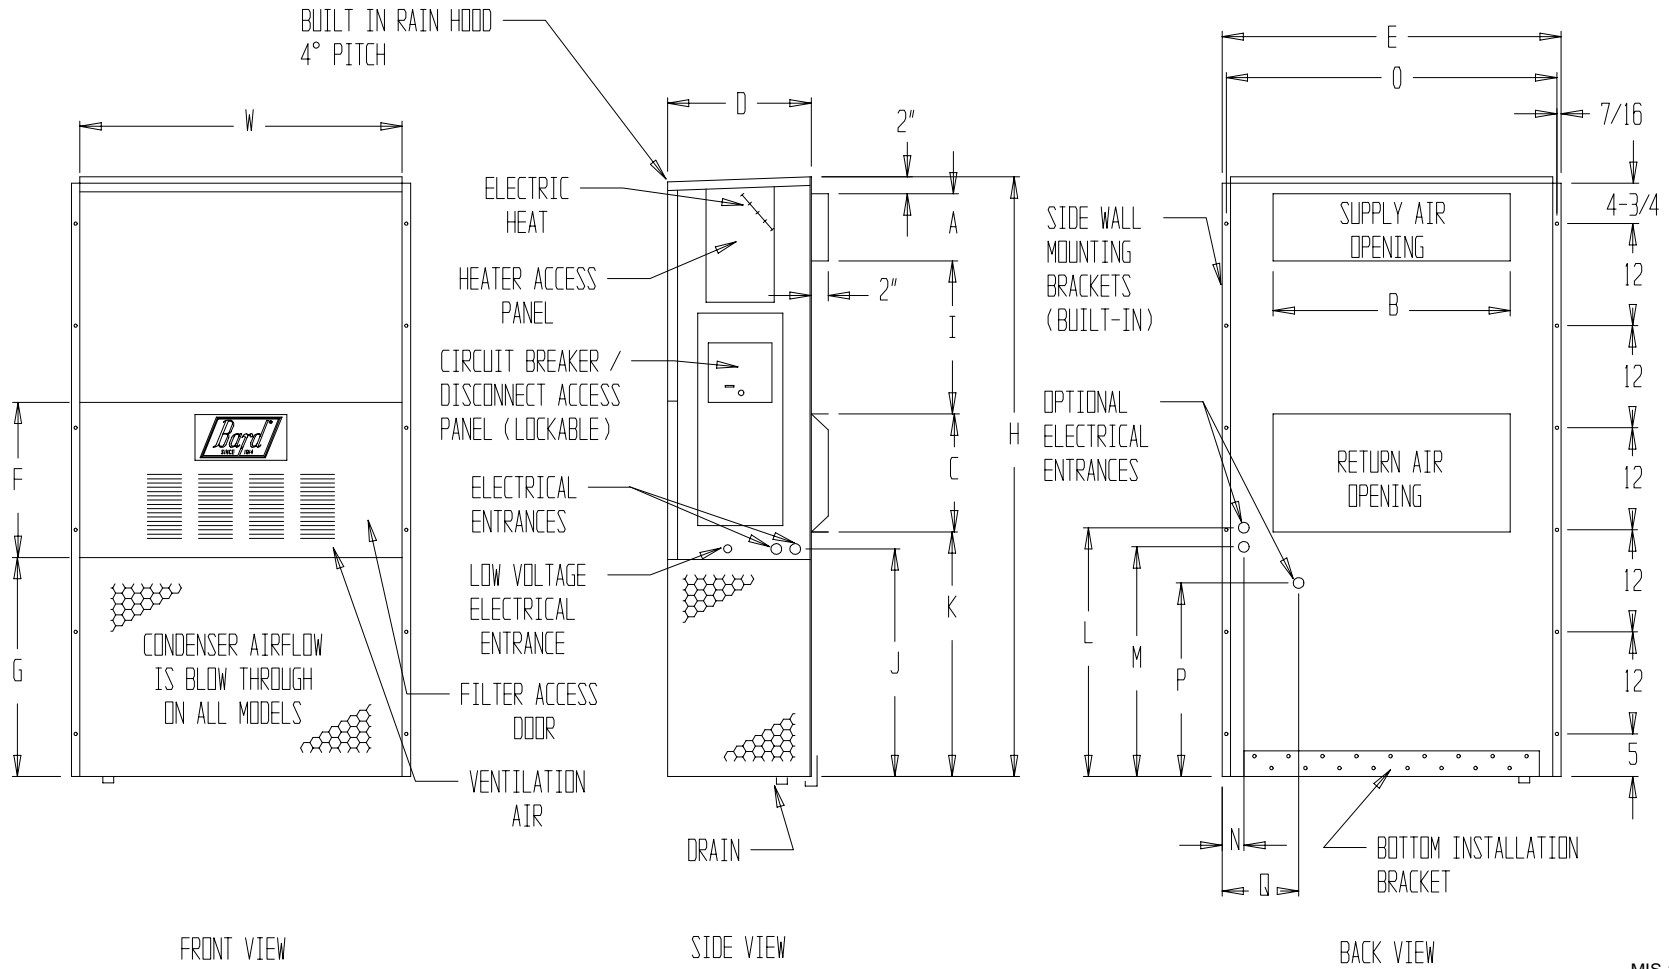 BUILT IN RAIN HOOD
4° PITCH
W
FRONT VIEW
F
G
Bard
SINCE 1914
CONDENSER AIRFLOW
IS BLOW THROUGH
ON ALL MODELS
ELECTRIC
HEAT
HEATER ACCESS
PANEL
CIRCUIT BREAKER /
DISCONNECT ACCESS
PANEL (LOCKABLE)
ELECTRICAL
ENTRANCES
LOW VOLTAGE
ELECTRICAL
ENTRANCE
FILTER ACCESS
DOOR
VENTILATION
AIR
D
2"
A
2"
I
H
C
K
J
DRAIN
SIDE VIEW
E
O
7/16
4-3/4
SIDE WALL
MOUNTING
BRACKETS
(BUILT-IN)
SUPPLY AIR
OPENING
B
12
12
OPTIONAL
ELECTRICAL
ENTRANCES
RETURN AIR
OPENING
12
12
12
5
L
M
P
N
Q
BOTTOM INSTALLATION
BRACKET
BACK VIEW